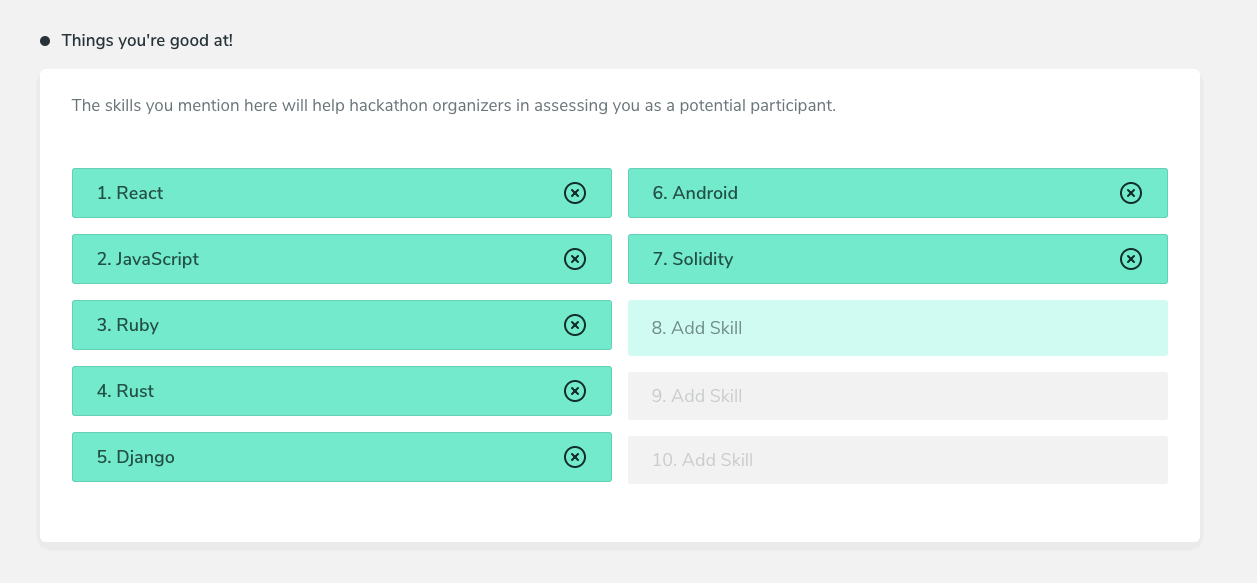 Things you're good at!
The skills you mention here will help hackathon organizers in assessing you as a potential participant.
1. React
2. JavaScript
3. Ruby
4. Rust
5. Django
6. Android
7. Solidity
8. Add Skill
9. Add Skill
10. Add Skill